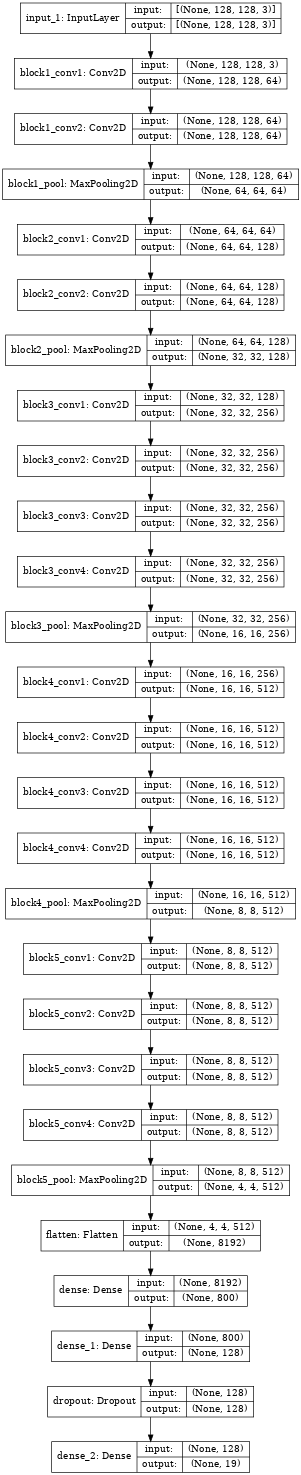 input_1: InputLayer
input: [(None, 128, 128, 3)]
output: [(None, 128, 128, 3)]
block1_conv1: Conv2D
input: (None, 128, 128, 3)
output: (None, 128, 128, 64)
block1_conv2: Conv2D
input: (None, 128, 128, 64)
output: (None, 128, 128, 64)
block1_pool: MaxPooling2D
input: (None, 128, 128, 64)
output: (None, 64, 64, 64)
block2_conv1: Conv2D
input: (None, 64, 64, 64)
output: (None, 64, 64, 128)
block2_conv2: Conv2D
input: (None, 64, 64, 128)
output: (None, 64, 64, 128)
block2_pool: MaxPooling2D
input: (None, 64, 64, 128)
output: (None, 32, 32, 128)
block3_conv1: Conv2D
input: (None, 32, 32, 128)
output: (None, 32, 32, 256)
block3_conv2: Conv2D
input: (None, 32, 32, 256)
output: (None, 32, 32, 256)
block3_conv3: Conv2D
input: (None, 32, 32, 256)
output: (None, 32, 32, 256)
block3_conv4: Conv2D
input: (None, 32, 32, 256)
output: (None, 32, 32, 256)
block3_pool: MaxPooling2D
input: (None, 32, 32, 256)
output: (None, 16, 16, 256)
block4_conv1: Conv2D
input: (None, 16, 16, 256)
output: (None, 16, 16, 512)
block4_conv2: Conv2D
input: (None, 16, 16, 512)
output: (None, 16, 16, 512)
block4_conv3: Conv2D
input: (None, 16, 16, 512)
output: (None, 16, 16, 512)
block4_conv4: Conv2D
input: (None, 16, 16, 512)
output: (None, 16, 16, 512)
block4_pool: MaxPooling2D
input: (None, 16, 16, 512)
output: (None, 8, 8, 512)
block5_conv1: Conv2D
input: (None, 8, 8, 512)
output: (None, 8, 8, 512)
block5_conv2: Conv2D
input: (None, 8, 8, 512)
output: (None, 8, 8, 512)
block5_conv3: Conv2D
input: (None, 8, 8, 512)
output: (None, 8, 8, 512)
block5_conv4: Conv2D
input: (None, 8, 8, 512)
output: (None, 8, 8, 512)
block5_pool: MaxPooling2D
input: (None, 8, 8, 512)
output: (None, 4, 4, 512)
flatten: Flatten
input: (None, 4, 4, 512)
output: (None, 8192)
dense: Dense
input: (None, 8192)
output: (None, 800)
dense_1: Dense
input: (None, 800)
output: (None, 128)
dropout: Dropout
input: (None, 128)
output: (None, 128)
dense_2: Dense
input: (None, 128)
output: (None, 19)